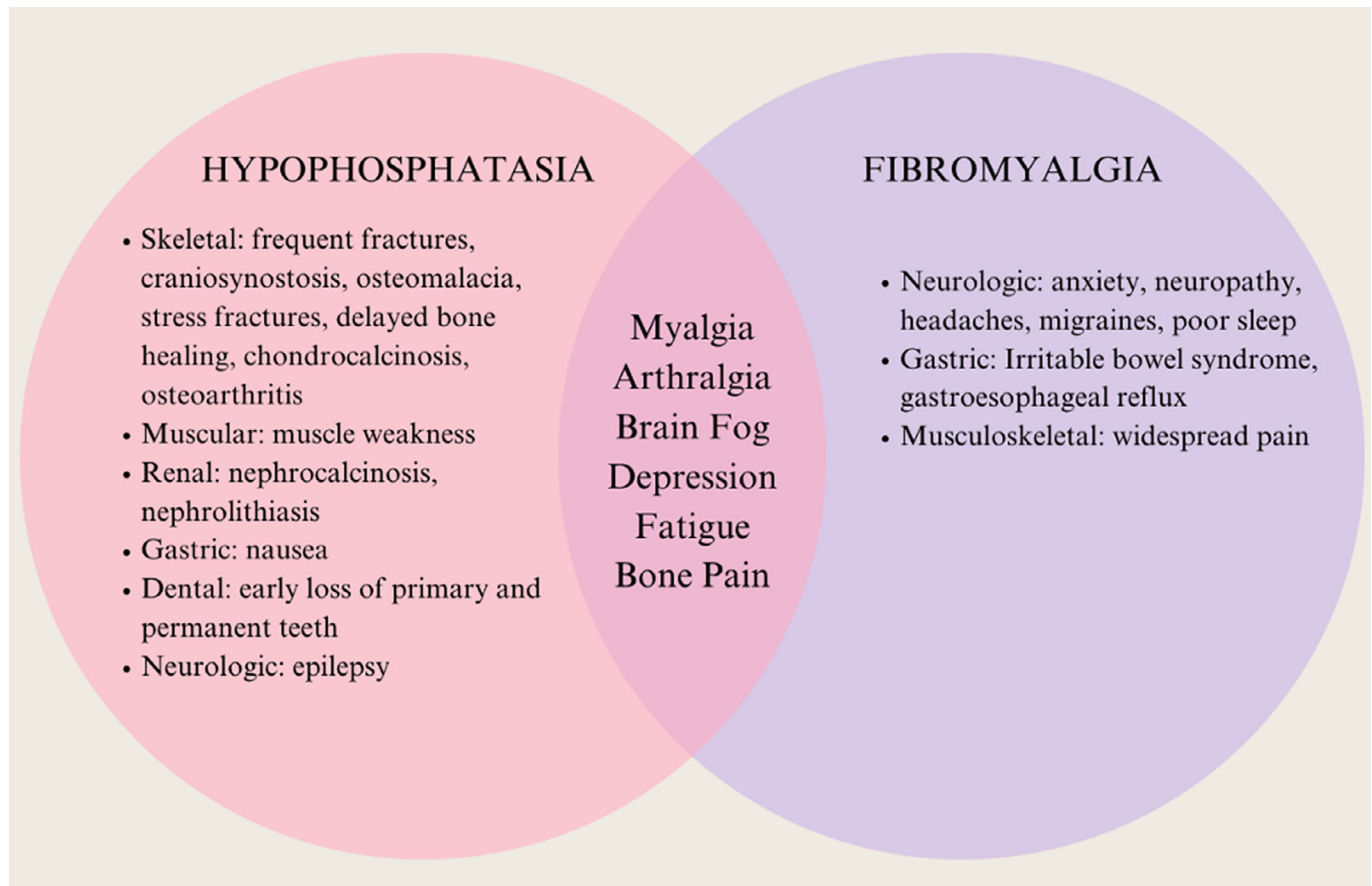 HYPOPHOSPHATASIA
• Skeletal: frequent fractures,
craniosynostosis, osteomalacia,
stress fractures, delayed bone
healing, chondrocalcinosis,
osteoarthritis
• Muscular: muscle weakness
• Renal: nephrocalcinosis,
nephrolithiasis
• Gastric: nausea
• Dental: early loss of primary and
permanent teeth
• Neurologic: epilepsy
Myalgia
Arthralgia
Brain Fog
Depression
Fatigue
Bone Pain
FIBROMYALGIA
• Neurologic: anxiety, neuropathy,
headaches, migraines, poor sleep
• Gastric: Irritable bowel syndrome,
gastroesophageal reflux
• Musculoskeletal: widespread pain